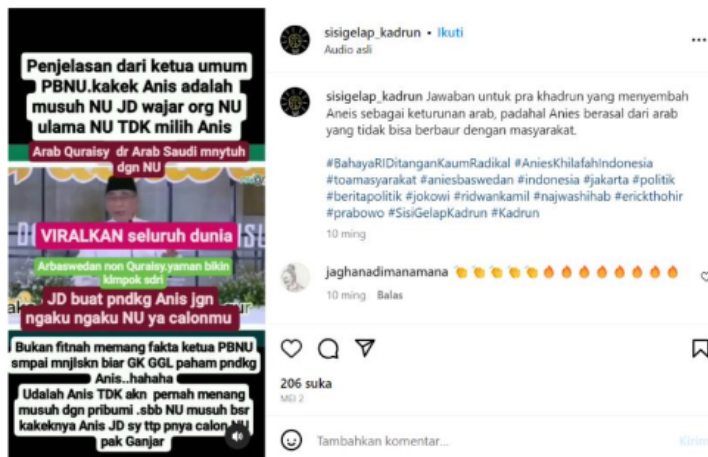 Penjelasan dari ketua umum
PBNU.kakek Anis adalah
musuh NU JD wajar org NU
ulama NU TDK milih Anis
Arab Quraisy dr Arab Saudi mnytuh
dgn NU
VIRALKAN seluruh dunia
Arbaswedan non Quraisy.yaman bikin
klmpok sdri
JD buat pndkg Anis jgn
ngaku ngaku NU ya calonmu
Bukan fitnah memang fakta ketua PBNU
smpai mnjlskn biar GK GGL paham pndkg
Anis..hahaha
Udalah Anis TDK akn pernah menang
musuh dgn pribumi .sbb NU musuh bsr
kakeknya Anis JD sy ttp pnya calon NU
pak Ganjar
sisigelap_kadrun • Ikuti
Audio asli
sisigelap_kadrun Jawaban untuk pra khadrun yang menyembah
Aneis sebagai keturunan arab, padahal Anies berasal dari arab
yang tidak bisa berbaur dengan masyarakat.
#BahayaRIDitanganKaumRadikal #AniesKhilafahIndonesia
#toamasyarakat #aniesbaswedan #indonesia #jakarta #politik
#beritapolitik #jokowi #ridwankamil #najwashihab #erickthohir
#prabowo #SisiGelapKadrun #Kadrun
10 ming
jaghanadimanamana 👏👏👏👏👏🔥🔥🔥🔥🔥🔥🔥🔥
10 ming Balas
206 suka
MEI 2
Tambahkan komentar...
Kirim